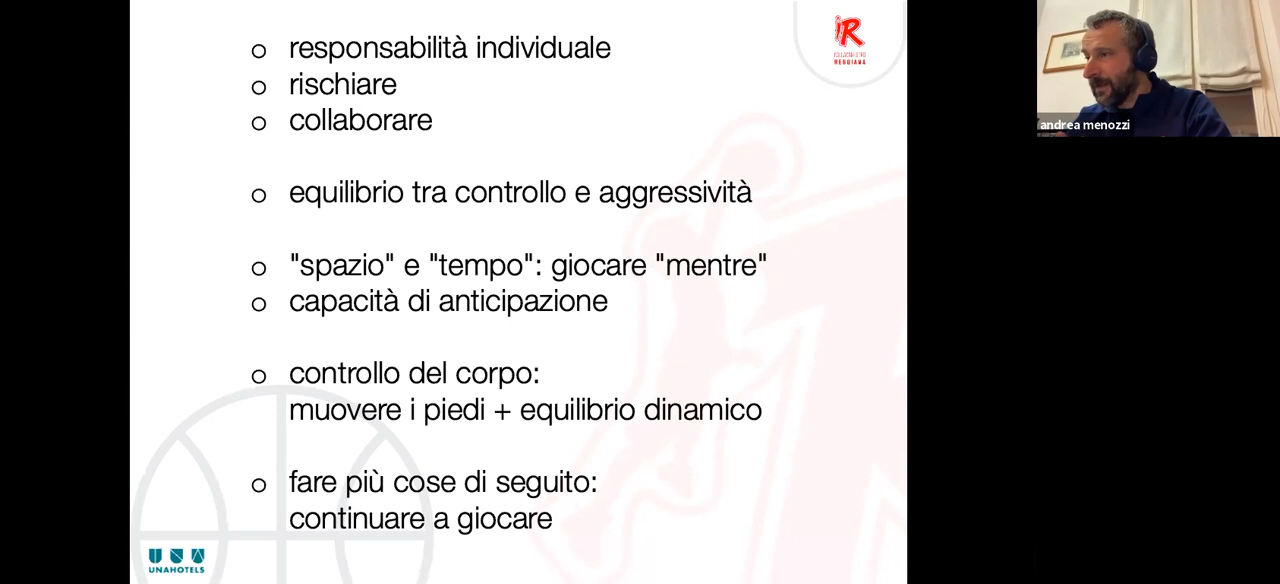 responsabilità individuale
rischiare
collaborare
equilibrio tra controllo e aggressività
"spazio" e "tempo": giocare "mentre"
capacità di anticipazione
controllo del corpo:
muovere i piedi + equilibrio dinamico
fare più cose di seguito:
continuare a giocare
R
REGGIANA
UNAHOTELS
andrea menozzi